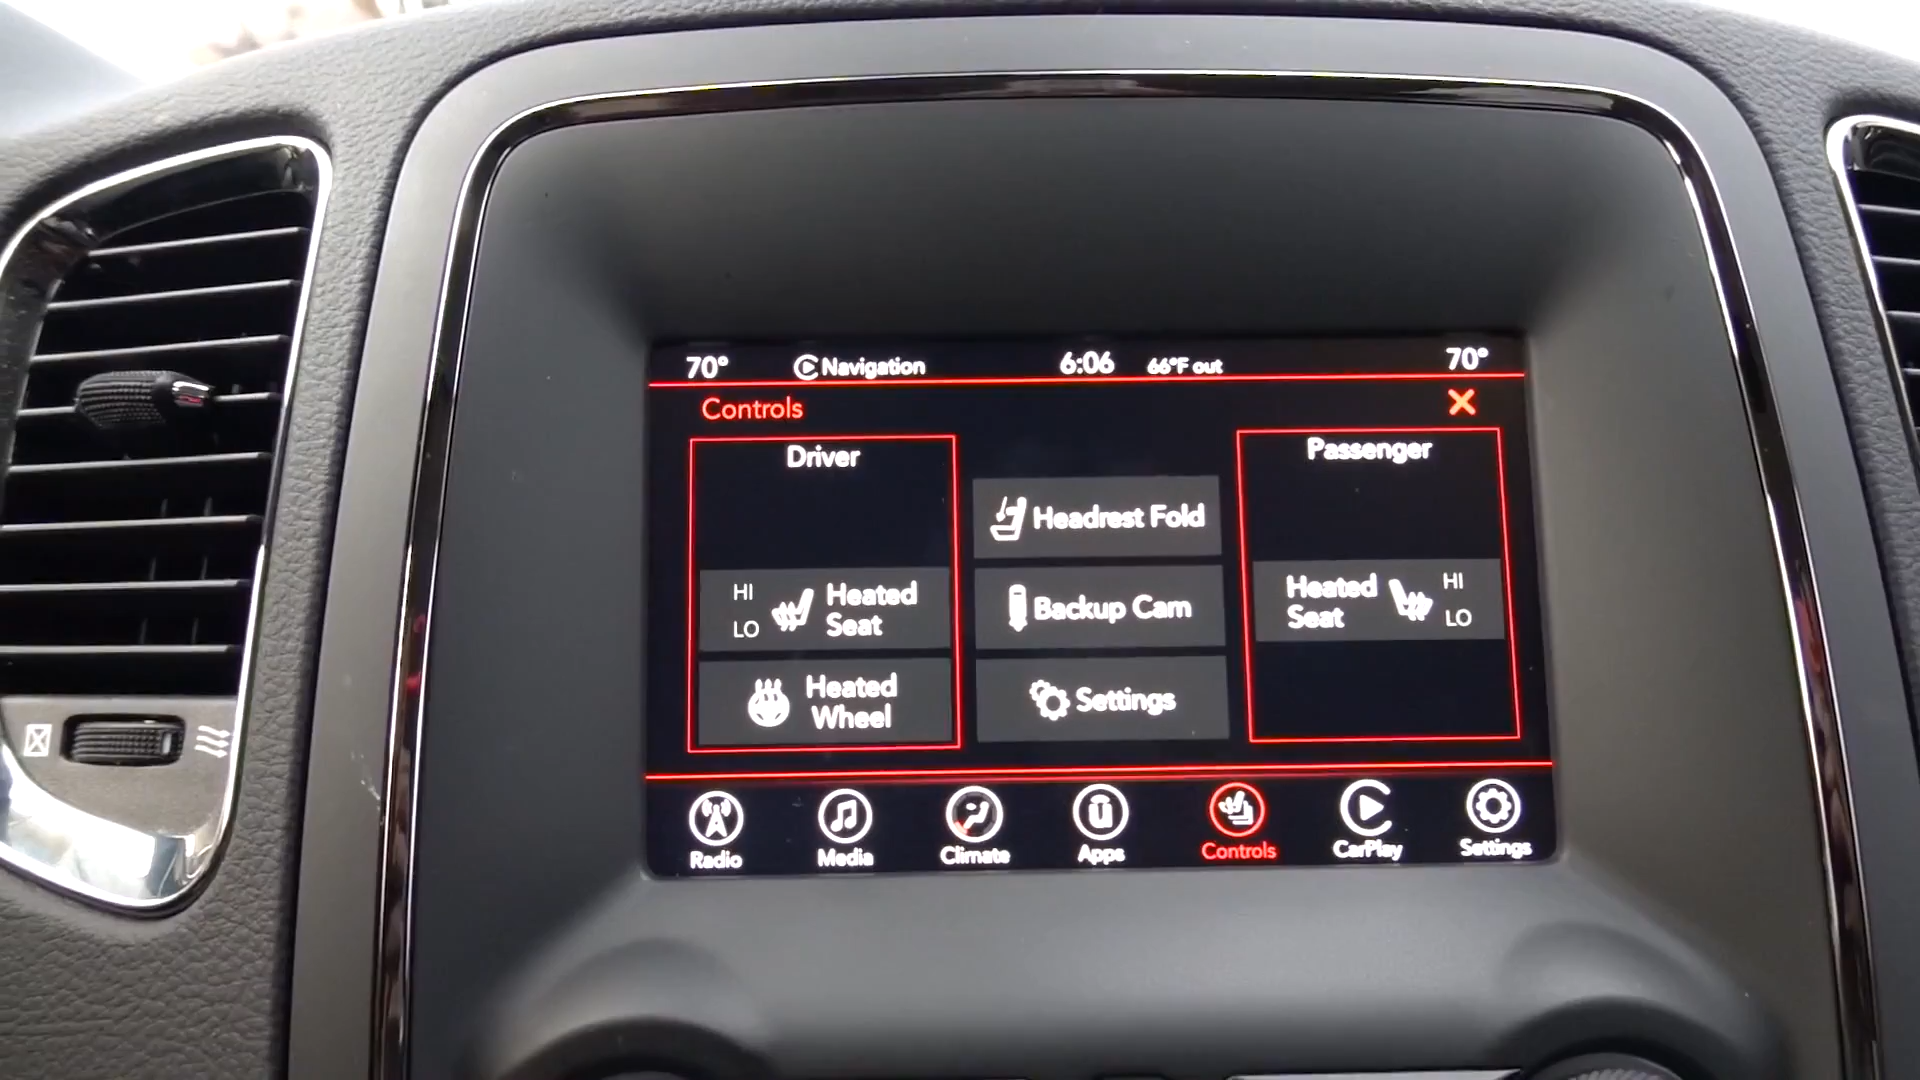 70° Navigation 6:06 66°F out 70°
Controls X
Driver
HI
LO
Heated
Seat
Heated
Wheel
Headrest Fold
Backup Cam
Settings
Passenger
Heated
Seat
HI
LO
Radio Media Climate Apps Controls CarPlay Settings